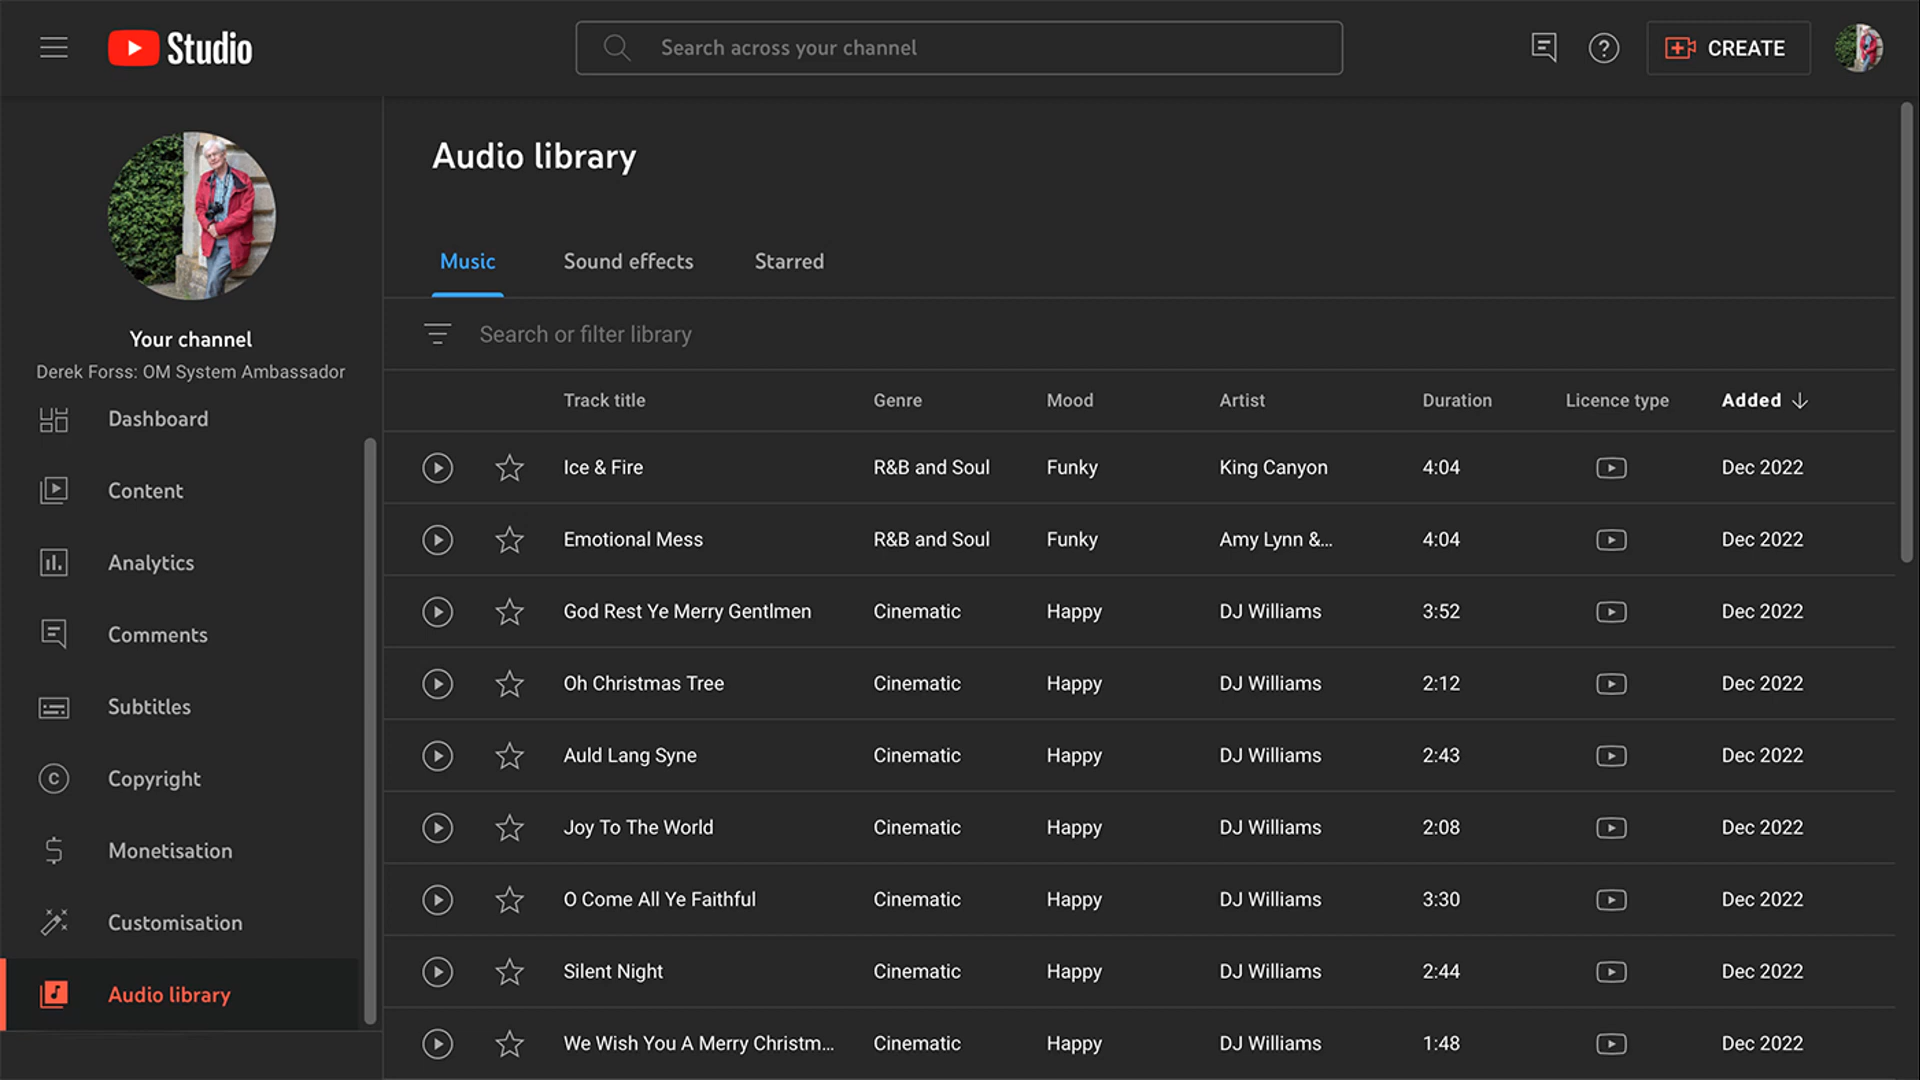 Studio
Search across your channel
CREATE
Your channel
Derek Forss: OM System Ambassador
Dashboard
Content
Analytics
Comments
Subtitles
Copyright
Monetisation
Customisation
Audio library
Audio library
Music Sound effects Starred
Search or filter library
Track title Genre Mood Artist Duration Licence type Added
Ice & Fire R&B and Soul Funky King Canyon 4:04 Dec 2022
Emotional Mess R&B and Soul Funky Amy Lynn &... 4:04 Dec 2022
God Rest Ye Merry Gentlmen Cinematic Happy DJ Williams 3:52 Dec 2022
Oh Christmas Tree Cinematic Happy DJ Williams 2:12 Dec 2022
Auld Lang Syne Cinematic Happy DJ Williams 2:43 Dec 2022
Joy To The World Cinematic Happy DJ Williams 2:08 Dec 2022
O Come All Ye Faithful Cinematic Happy DJ Williams 3:30 Dec 2022
Silent Night Cinematic Happy DJ Williams 2:44 Dec 2022
We Wish You A Merry Christm... Cinematic Happy DJ Williams 1:48 Dec 2022